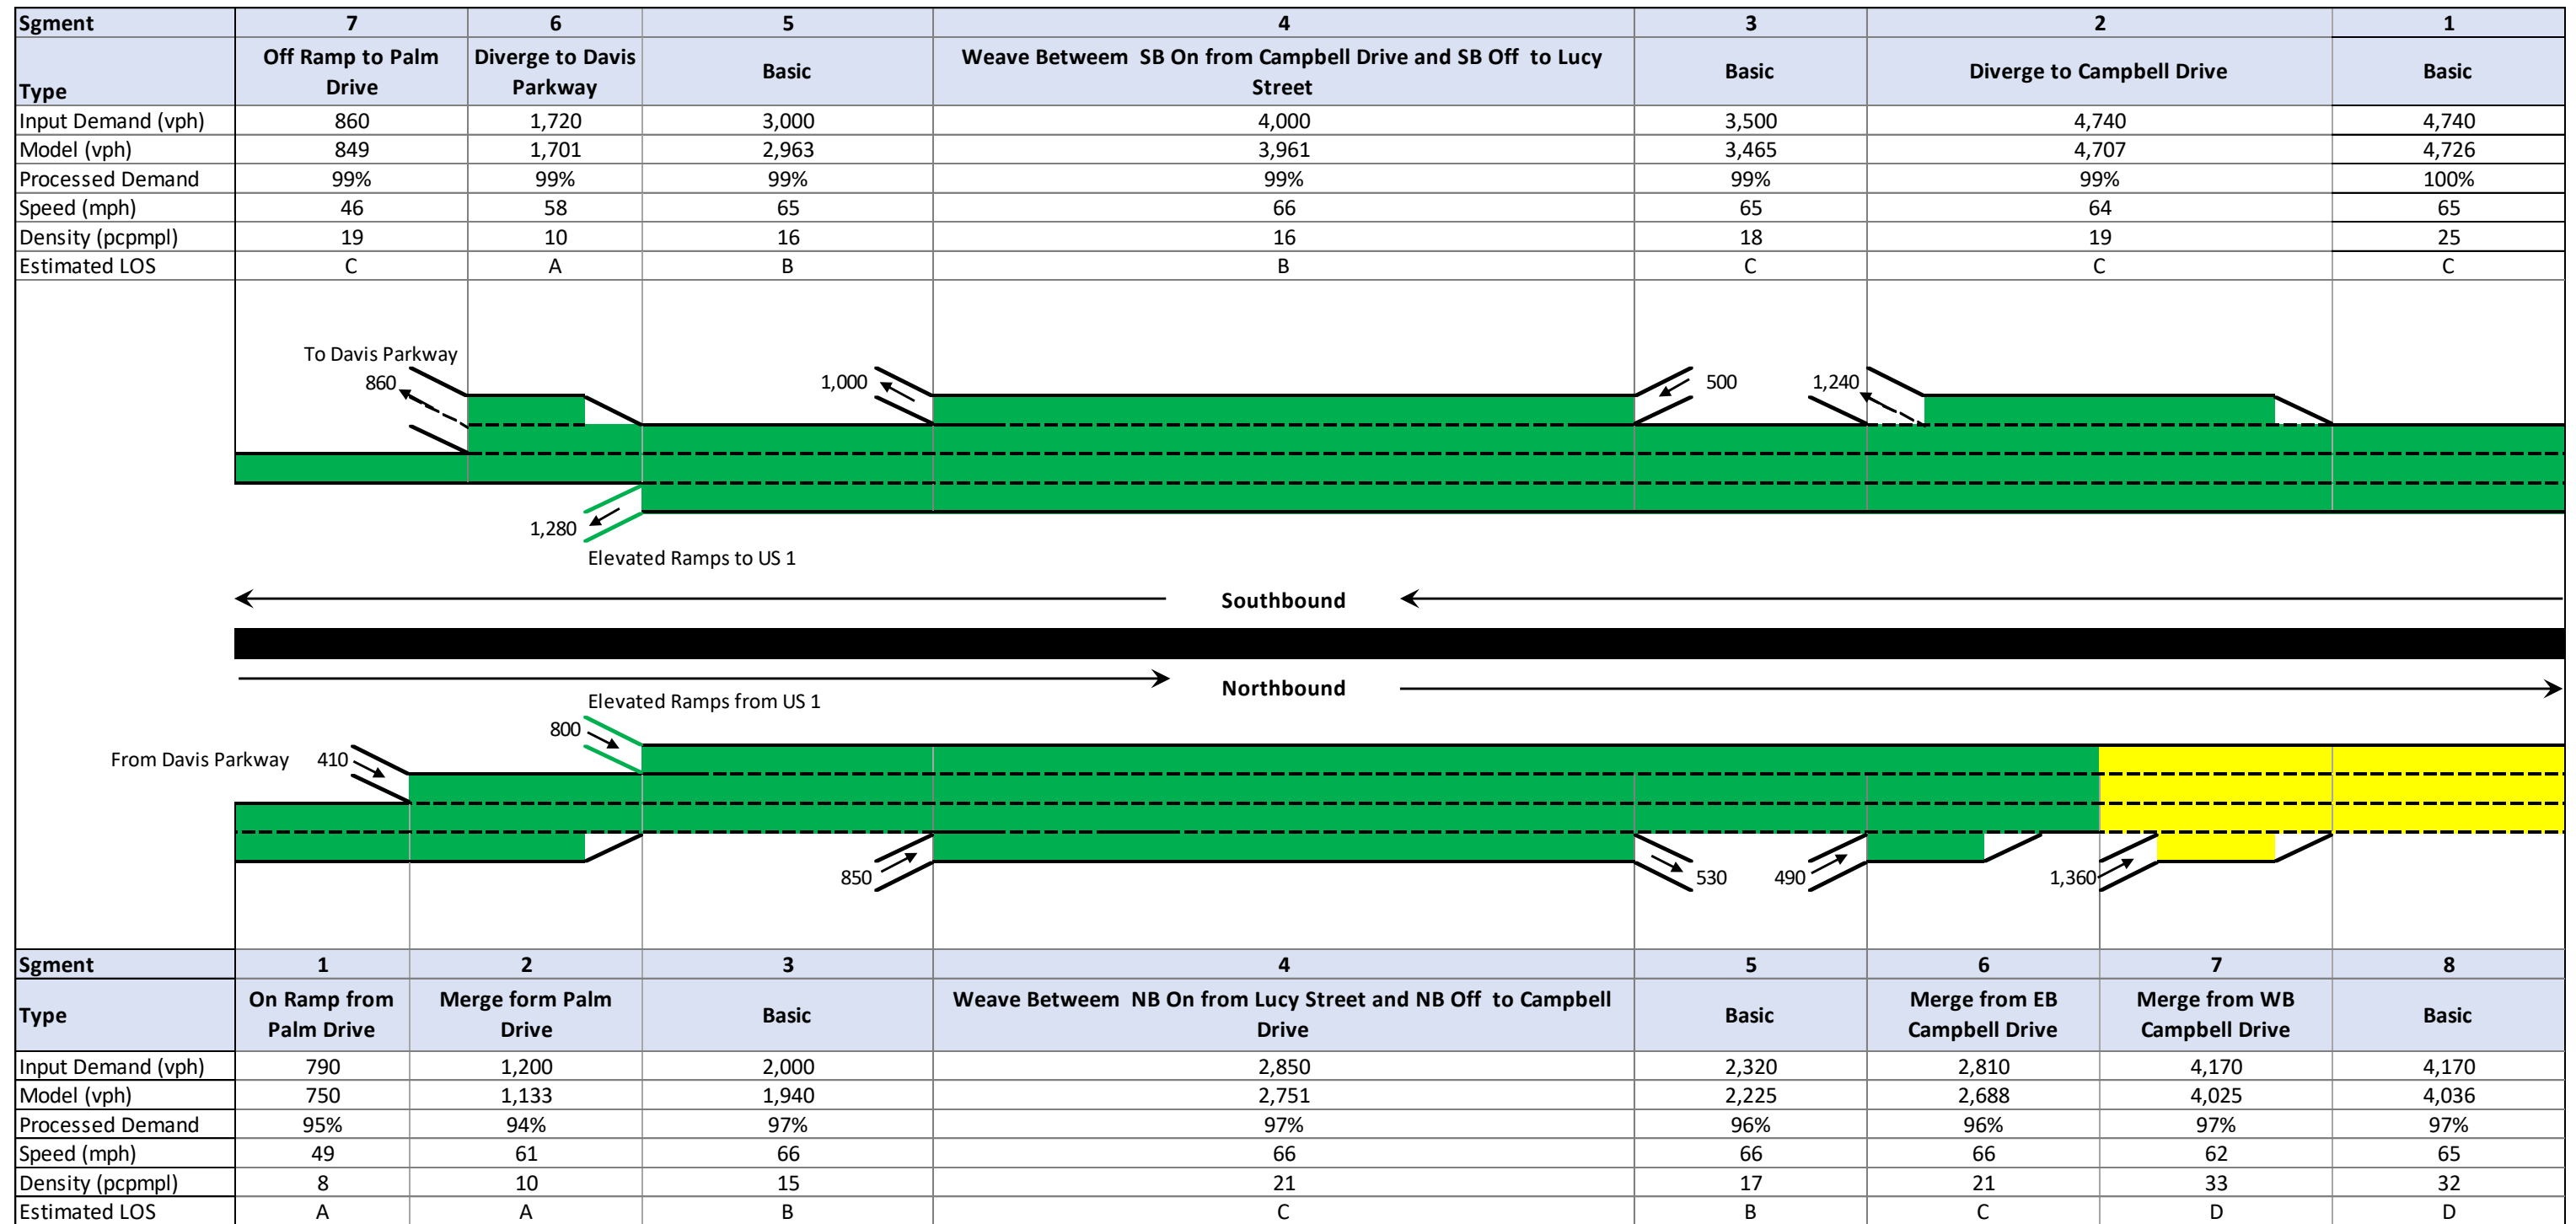 Sgment 7 6 5 4 3 2 1
Type Off Ramp to Palm Drive Diverge to Davis Parkway Basic Weave Betweem SB On from Campbell Drive and SB Off to Lucy Street Basic Diverge to Campbell Drive Basic
Input Demand (vph) 860 1,720 3,000 4,000 3,500 4,740 4,740
Model (vph) 849 1,701 2,963 3,961 3,465 4,707 4,726
Processed Demand 99% 99% 99% 99% 99% 99% 100%
Speed (mph) 46 58 65 66 65 64 65
Density (pcpmpl) 19 10 16 16 18 19 25
Estimated LOS C A B B C C C
To Davis Parkway
860 1,000 500 1,240
1,280
Elevated Ramps to US 1
Southbound
Northbound
Elevated Ramps from US 1
800
From Davis Parkway 410
850 530 490 1,360
Sgment 1 2 3 4 5 6 7 8
Type On Ramp from Palm Drive Merge form Palm Drive Basic Weave Betweem NB On from Lucy Street and NB Off to Campbell Drive Basic Merge from EB Campbell Drive Merge from WB Campbell Drive Basic
Input Demand (vph) 790 1,200 2,000 2,850 2,320 2,810 4,170 4,170
Model (vph) 750 1,133 1,940 2,751 2,225 2,688 4,025 4,036
Processed Demand 95% 94% 97% 97% 96% 96% 97% 97%
Speed (mph) 49 61 66 66 66 66 62 65
Density (pcpmpl) 8 10 15 21 17 21 33 32
Estimated LOS A A B C B C D D